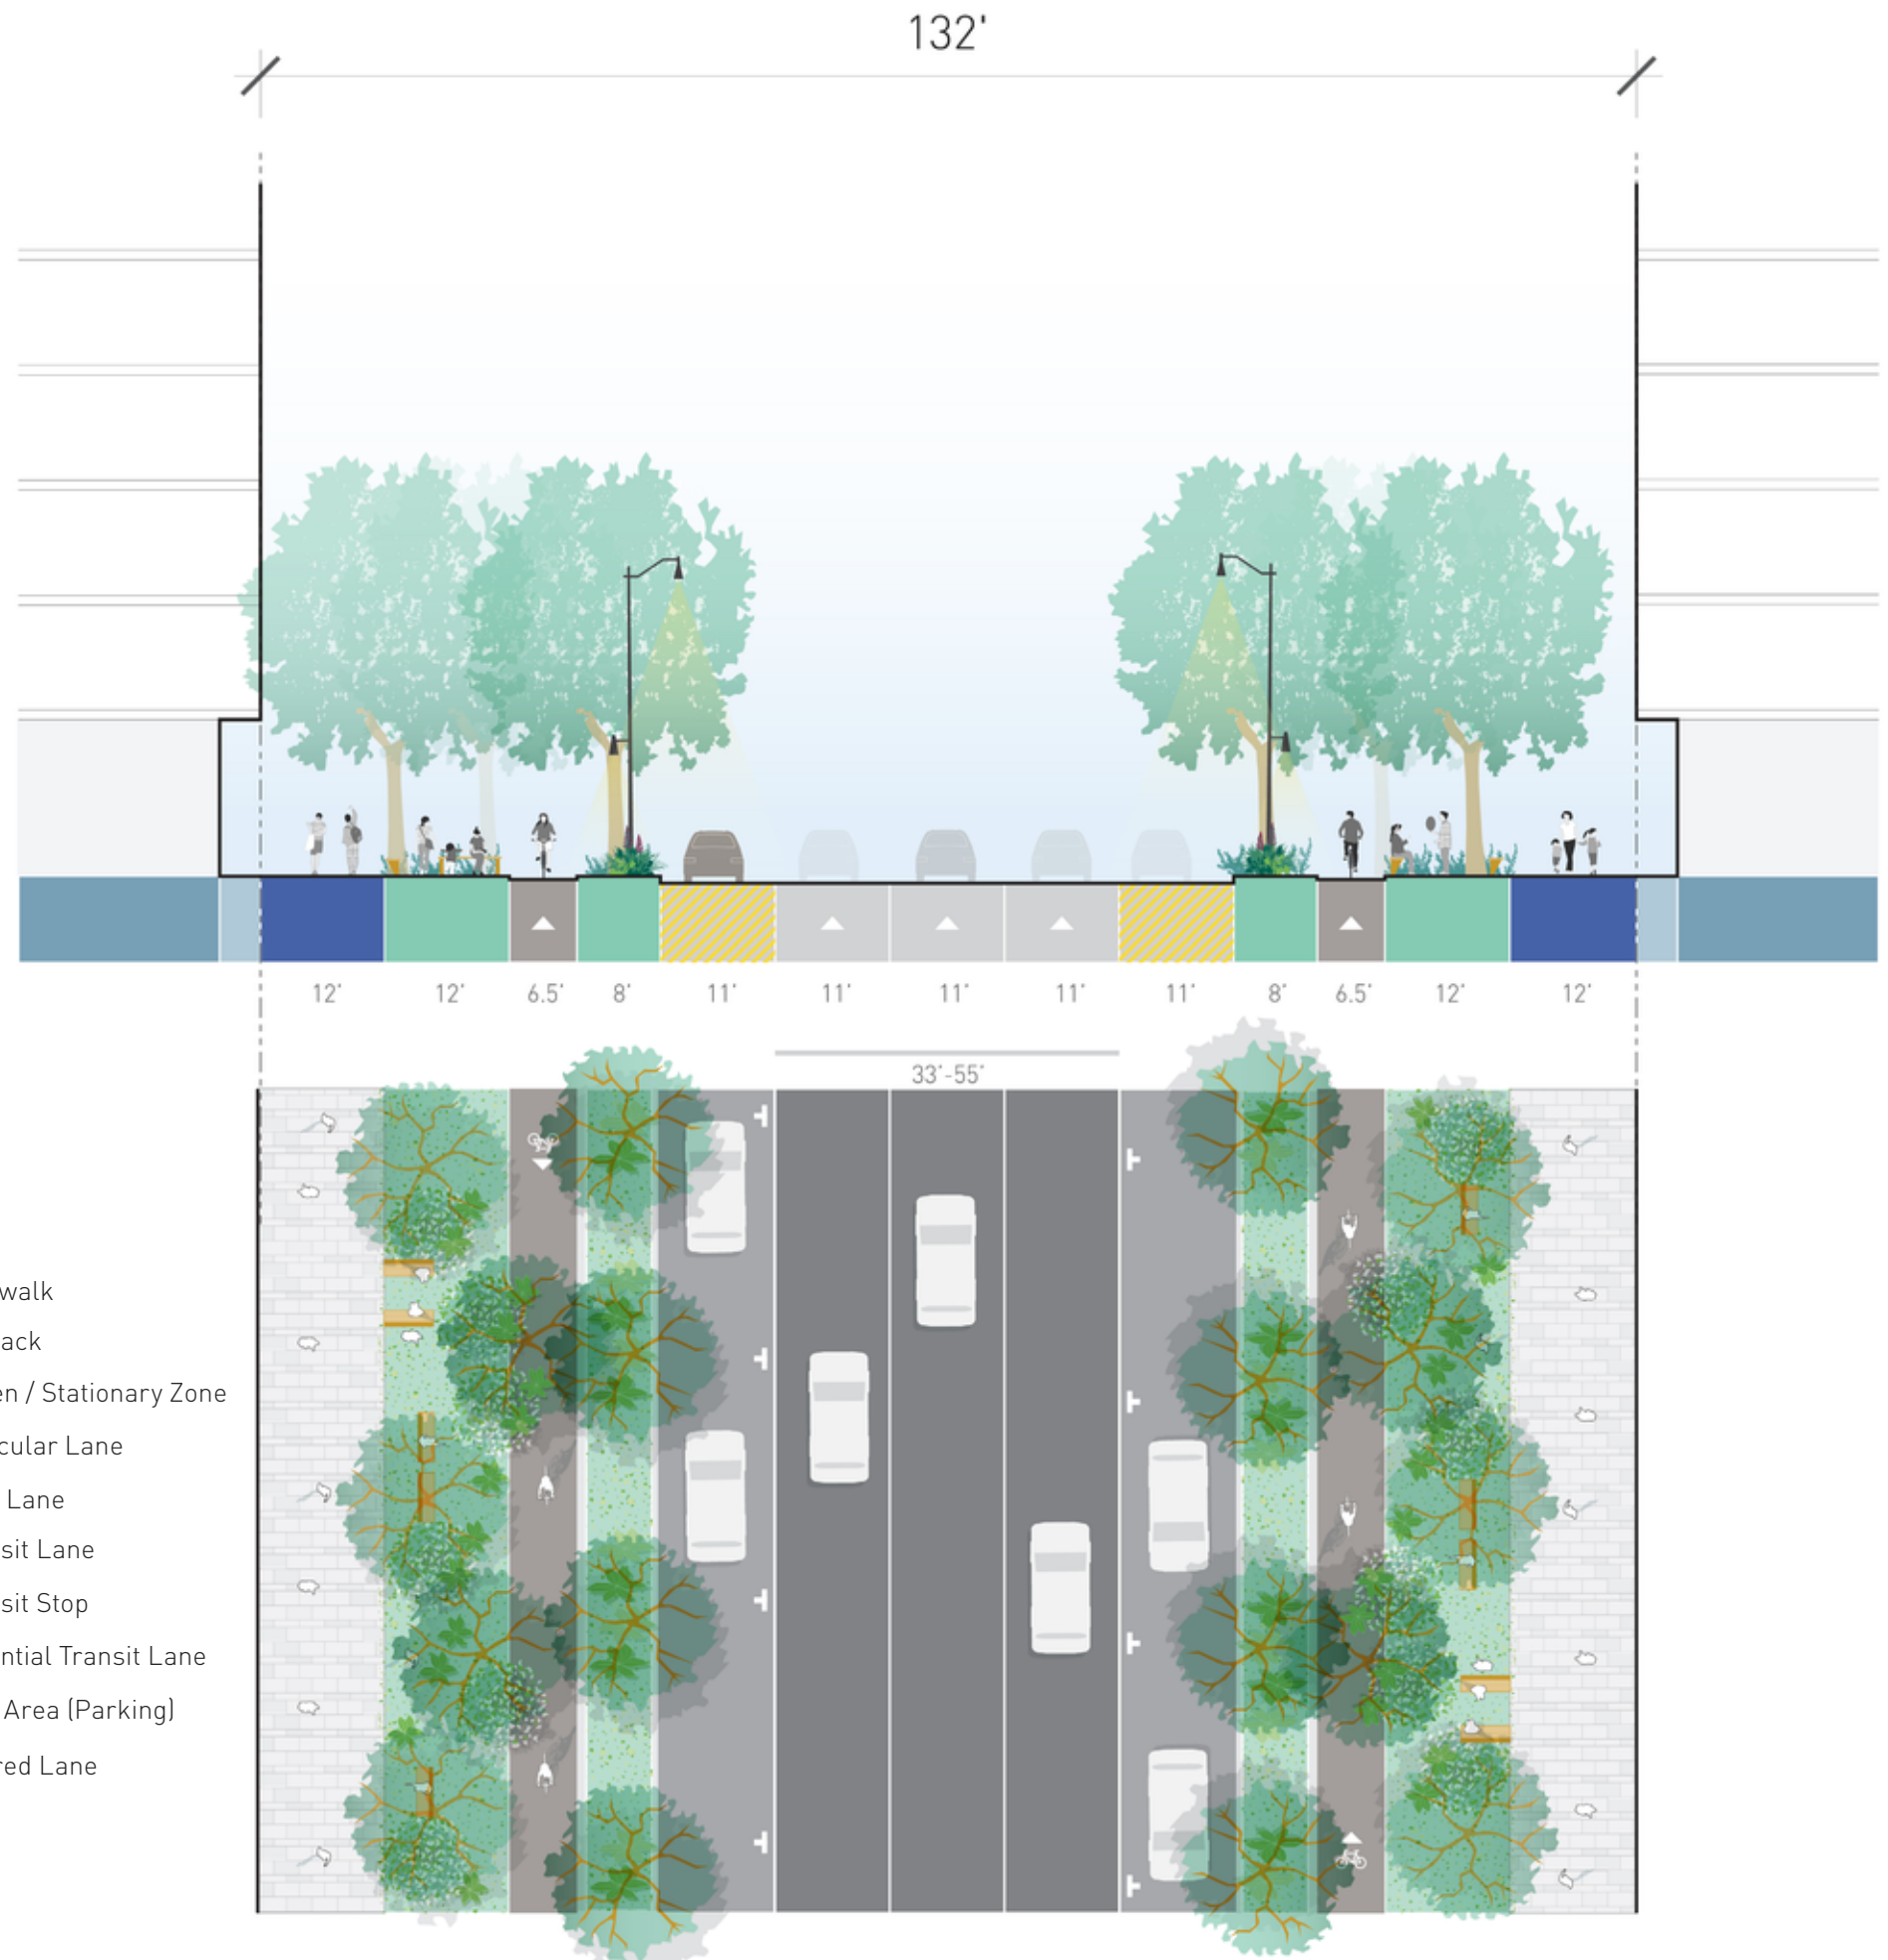 132'
12' 12' 6.5' 8' 11' 11' 11' 11' 11' 8' 6.5' 12' 12'
33'-55'
walk
ack
en / Stationary Zone
cular Lane
Lane
sit Lane
sit Stop
ntial Transit Lane
Area (Parking)
red Lane